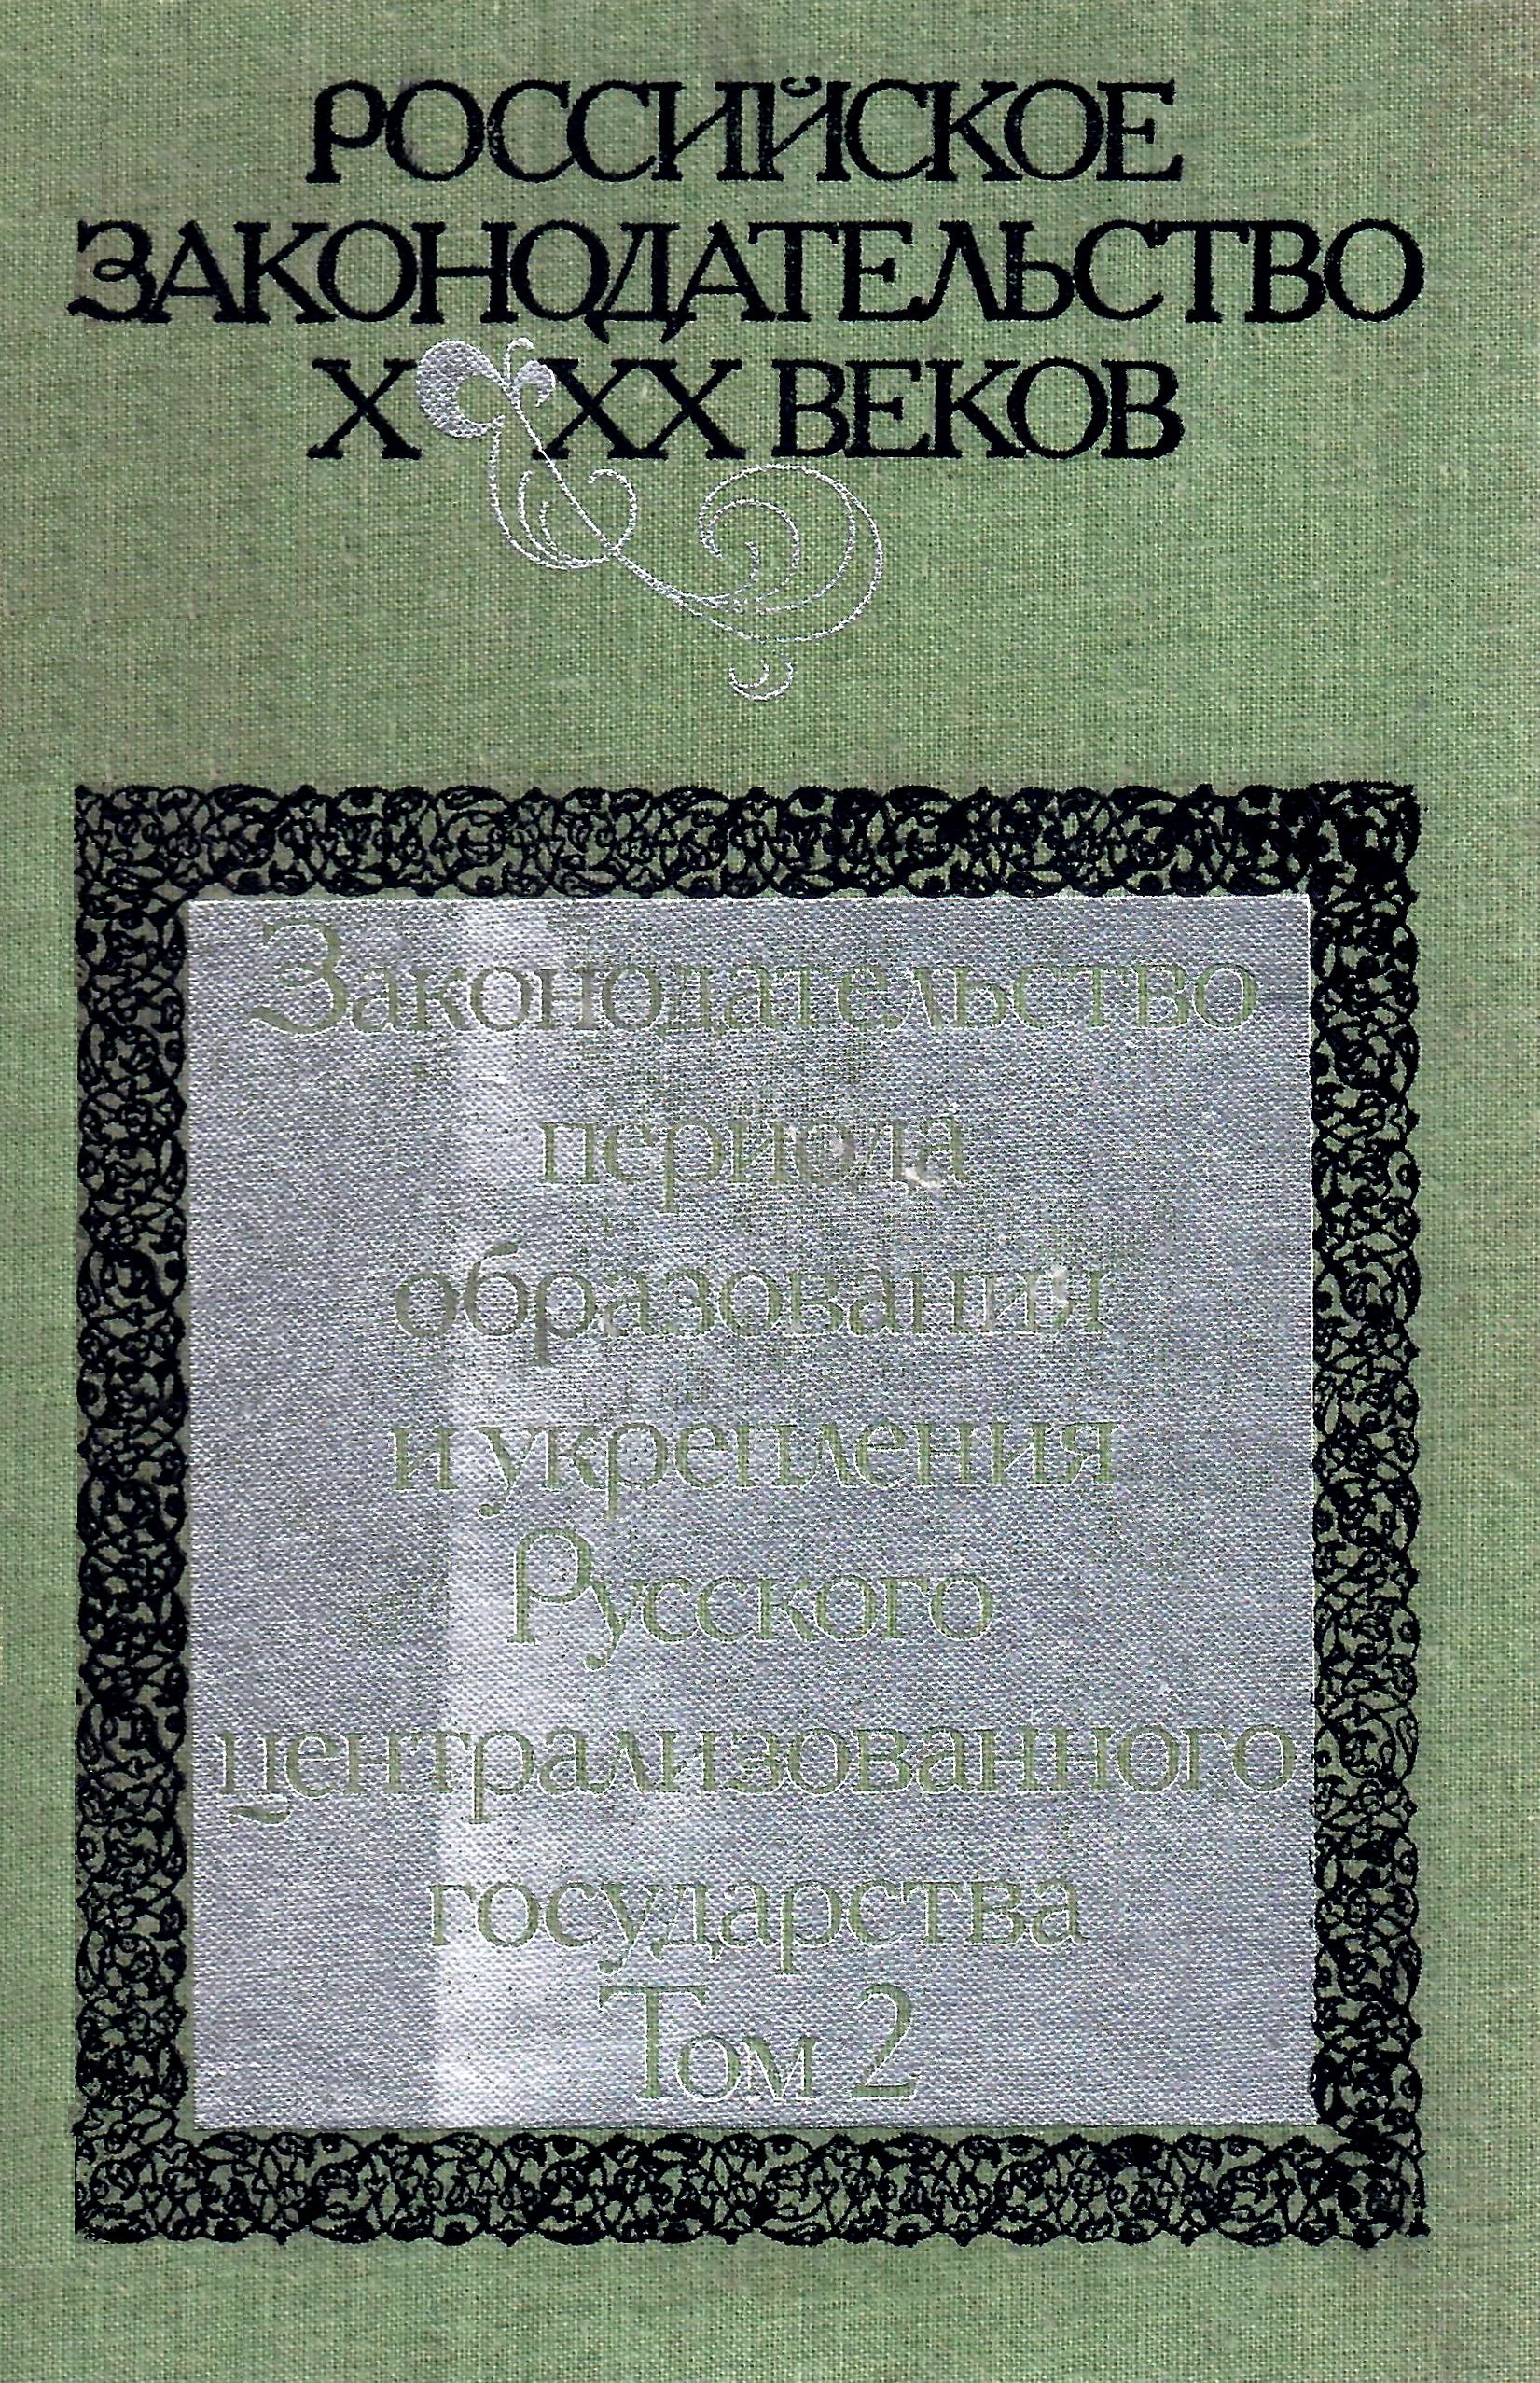 РОССИЙСКОЕ
ЗАКОНОДАТЕЛЬСТВО
X XX ВЕКОВ
Законодательство
периода
образования
и укрепления
Русского
централизованного
государства
Том 2